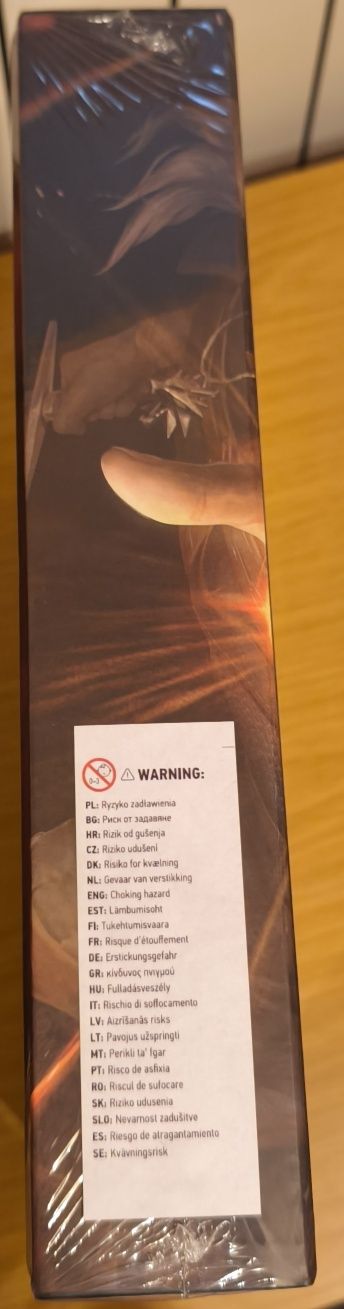 0-3
WARNING:
PL: Ryzyko zadławienia
BG: Риск от задавяне
HR: Rizik od gušenja
CZ: Riziko udušení
DK: Risiko for kvælning
NL: Gevaar van verstikking
ENG: Choking hazard
EST: Lämbumisoht
FI: Tukehtumisvaara
FR: Risque d'étouffement
DE: Erstickungsgefahr
GR: κίνδυνος πνιγμού
HU: Fulladásveszély
IT: Rischio di soffocamento
LV: Aizrīšanās risks
LT: Pavojus užspringti
MT: Periklu ta' fgar
PT: Risco de asfixia
RO: Riscul de sufocare
SK: Riziko udusenia
SLO: Nevarnost zadušitve
ES: Riesgo de atragantamiento
SE: Kvävningsrisk